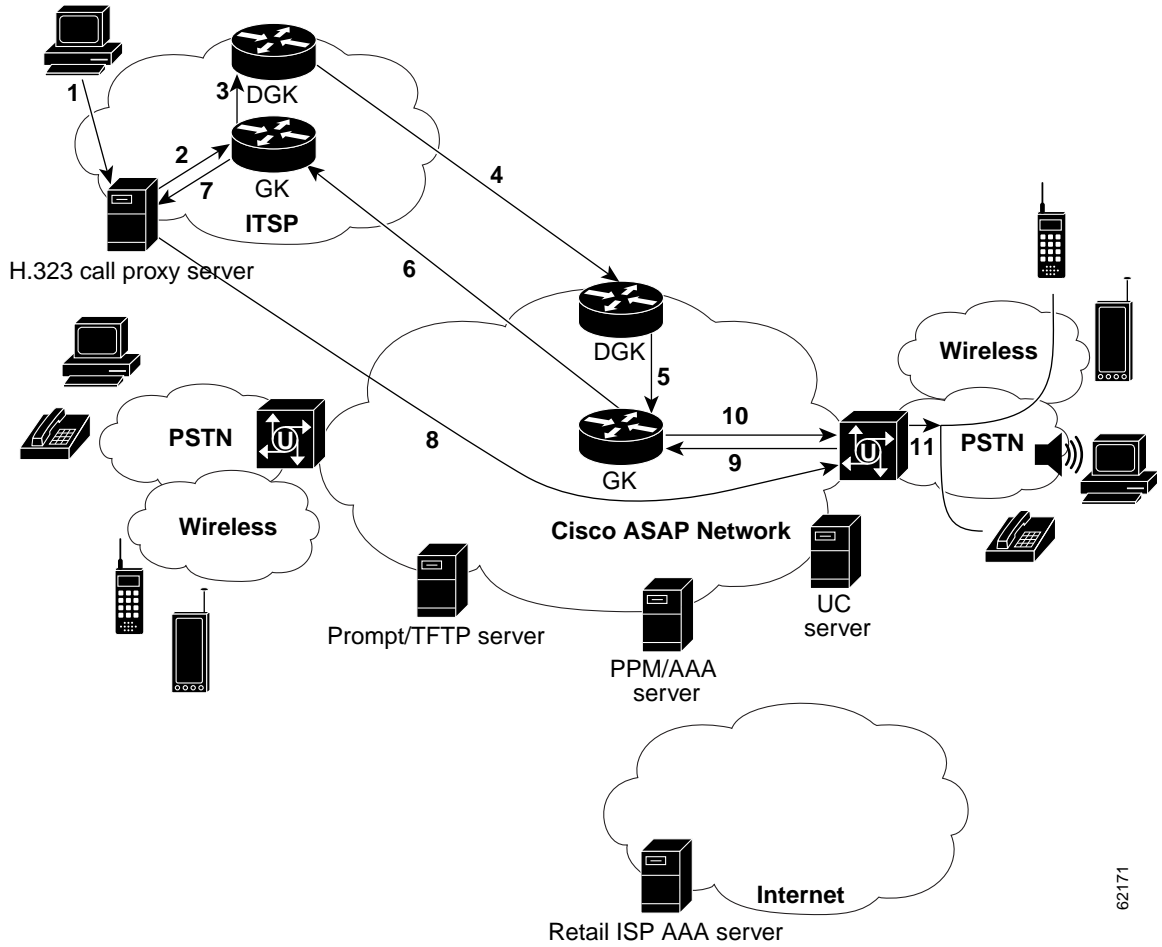 1
3
DGK
2
7
GK
ITSP
4
H.323 call proxy server
6
DGK
Wireless
5
10
PSTN
8
U
9
U
11
PSTN
GK
Wireless
Cisco ASAP Network
Prompt/TFTP server
UC
server
PPM/AAA
server
Internet
Retail ISP AAA server
62171